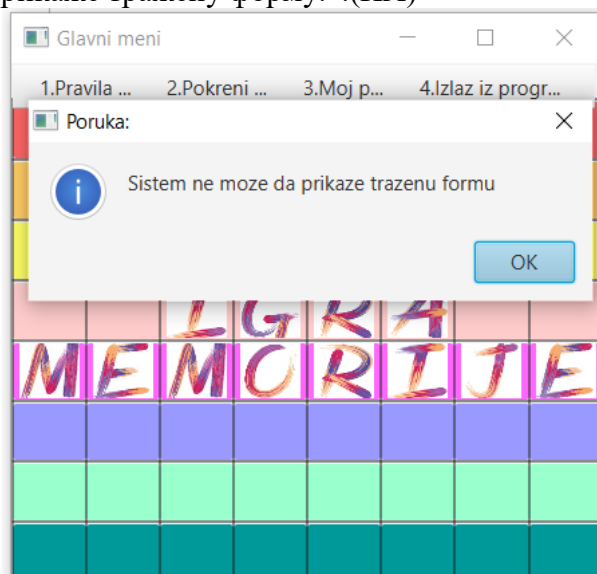 Glavni meni
1.Pravila ... 2.Pokreni ... 3.Moj p... 4.Izlaz iz progr...
Poruka:
Sistem ne moze da prikaze trazenu formu
OK
IGRA
MEMORIJE